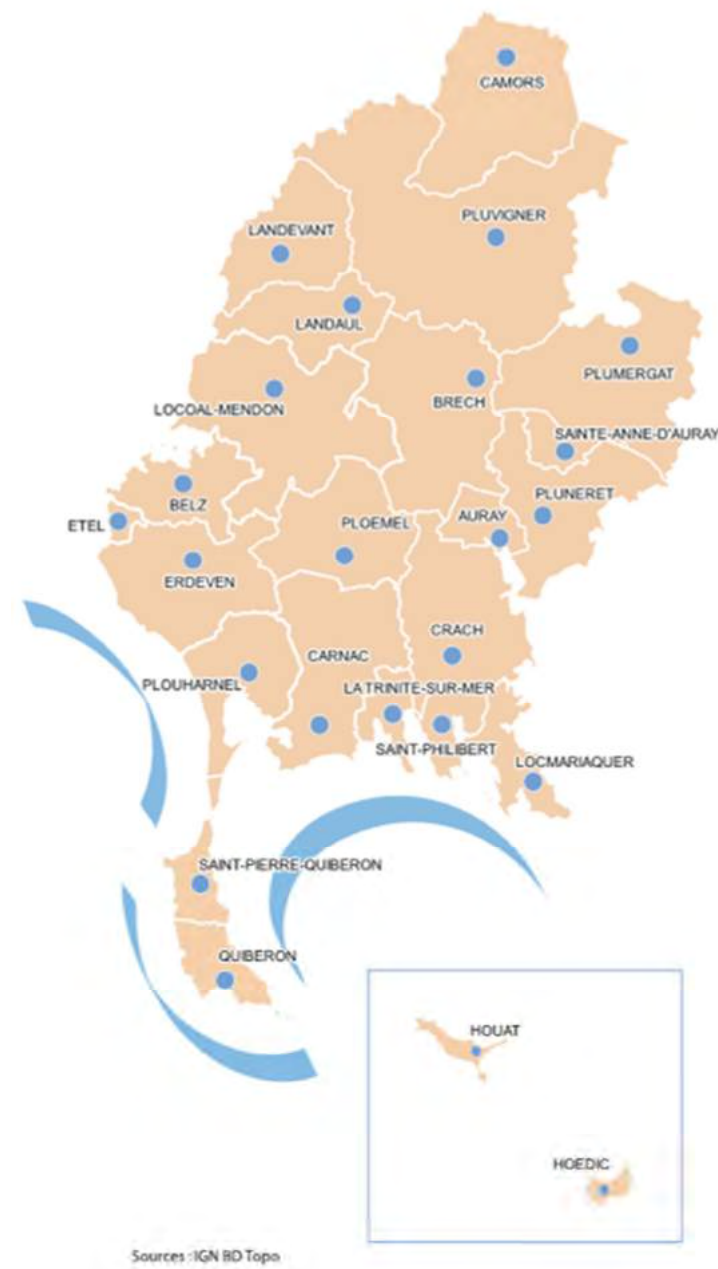 CAMORS
PLUVIGNER
LANDEVANT
LANDAUL
PLUMERGAT
BRECH
LOCOAL-MENDON
SAINTE-ANNE-D'AURAY
PLUNERET
BELZ
AURAY
PLOEMEL
ETEL
ERDEVEN
CRACH
CARNAC
PLOUHARNEL
LA TRINITE-SUR-MER
SAINT-PHILIBERT
LOCMARIAQUER
SAINT-PIERRE-QUIBERON
QUIBERON
HOUAT
HOEDIC
Sources : IGN BD Topo